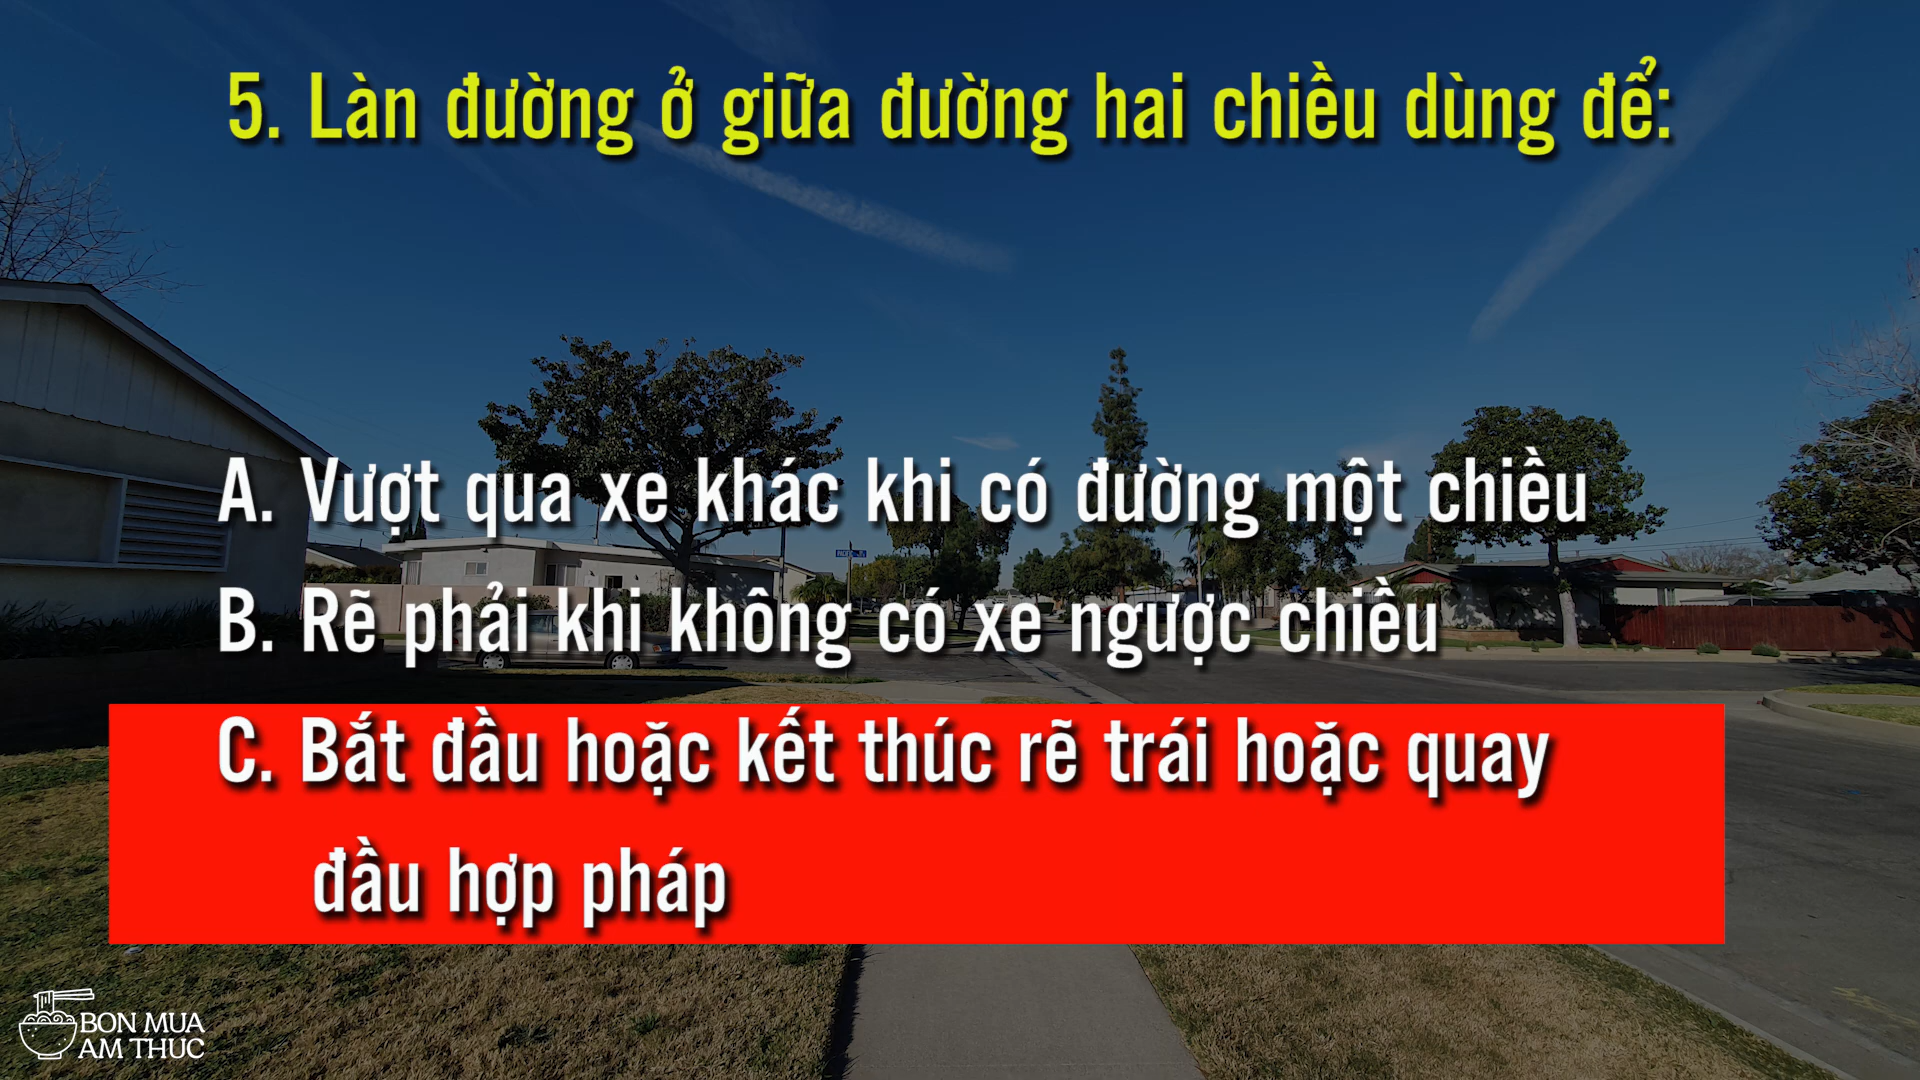 5. Làn đường ở giữa đường hai chiều dùng để:
A. Vượt qua xe khác khi có đường một chiều
B. Rẽ phải khi không có xe ngược chiều
C. Bắt đầu hoặc kết thúc rẽ trái hoặc quay
đầu hợp pháp
BON MUA
AM THUC